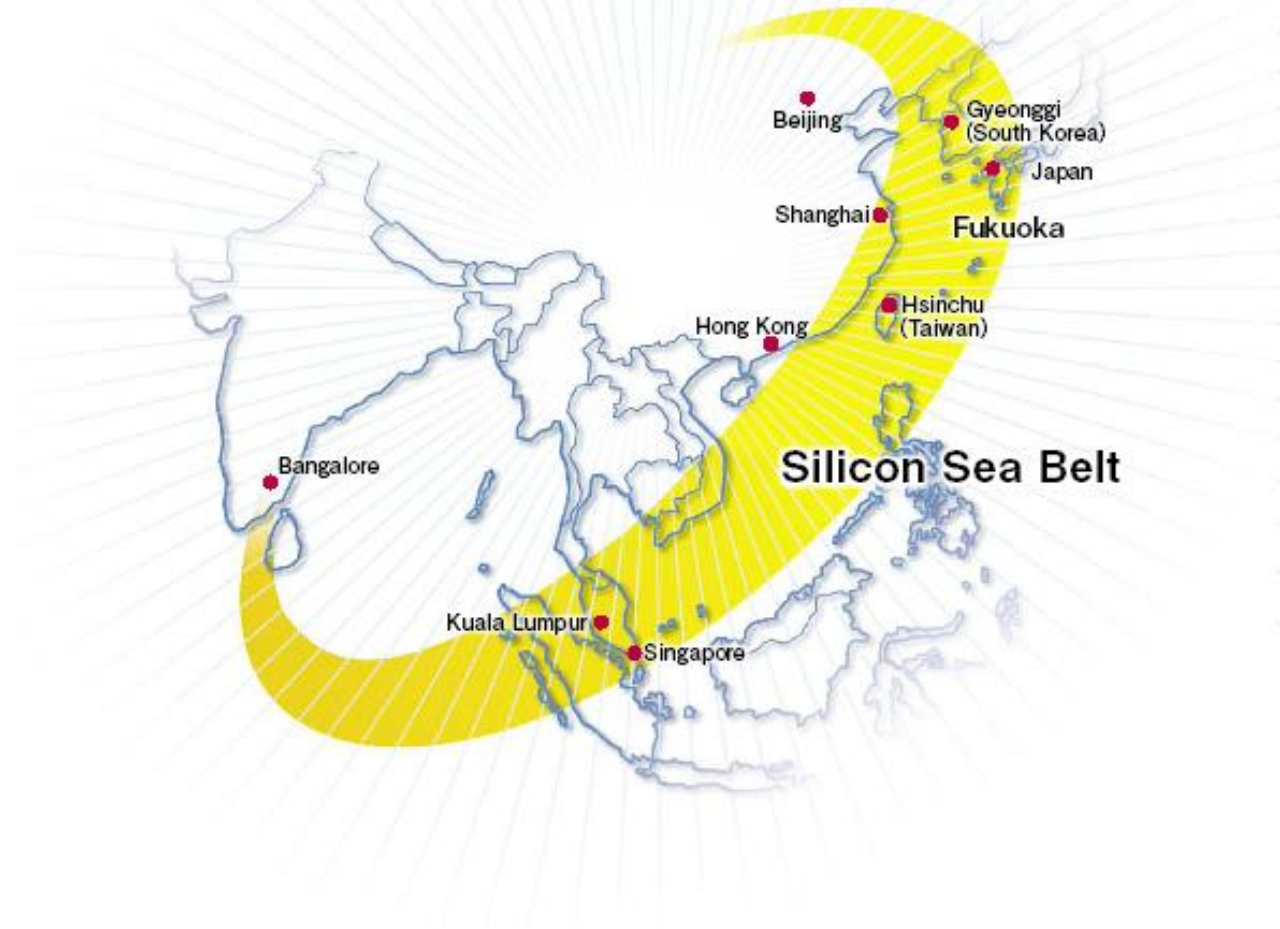 Beijing
Gyeonggi
(South Korea)
Japan
Shanghai
Fukuoka
Hsinchu
(Taiwan)
Hong Kong
Bangalore
Silicon Sea Belt
Kuala Lumpur
Singapore